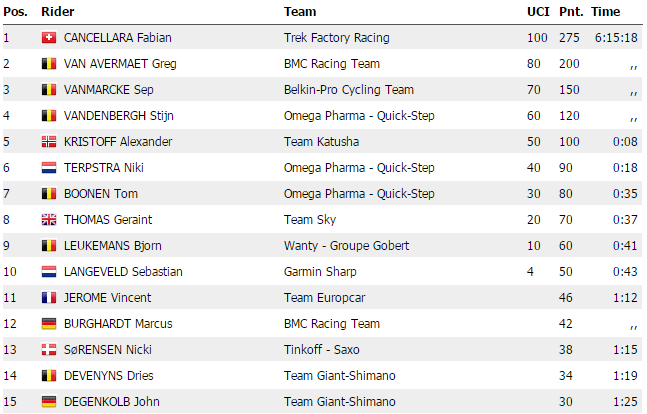 Pos. Rider Team UCI Pnt. Time
1 CANCELLARA Fabian Trek Factory Racing 100 275 6:15:18
2 VAN AVERMAET Greg BMC Racing Team 80 200 ,,
3 VANMARCKE Sep Belkin-Pro Cycling Team 70 150 ,,
4 VANDENBERGH Stijn Omega Pharma - Quick-Step 60 120 ,,
5 KRISTOFF Alexander Team Katusha 50 100 0:08
6 TERPSTRA Niki Omega Pharma - Quick-Step 40 90 0:18
7 BOONEN Tom Omega Pharma - Quick-Step 30 80 0:35
8 THOMAS Geraint Team Sky 20 70 0:37
9 LEUKEMANS Bjorn Wanty - Groupe Gobert 10 60 0:41
10 LANGEVELD Sebastian Garmin Sharp 4 50 0:43
11 JEROME Vincent Team Europcar 46 1:12
12 BURGHARDT Marcus BMC Racing Team 42 ,,
13 SøRENSEN Nicki Tinkoff - Saxo 38 1:15
14 DEVENYNS Dries Team Giant-Shimano 34 1:19
15 DEGENKOLB John Team Giant-Shimano 30 1:25